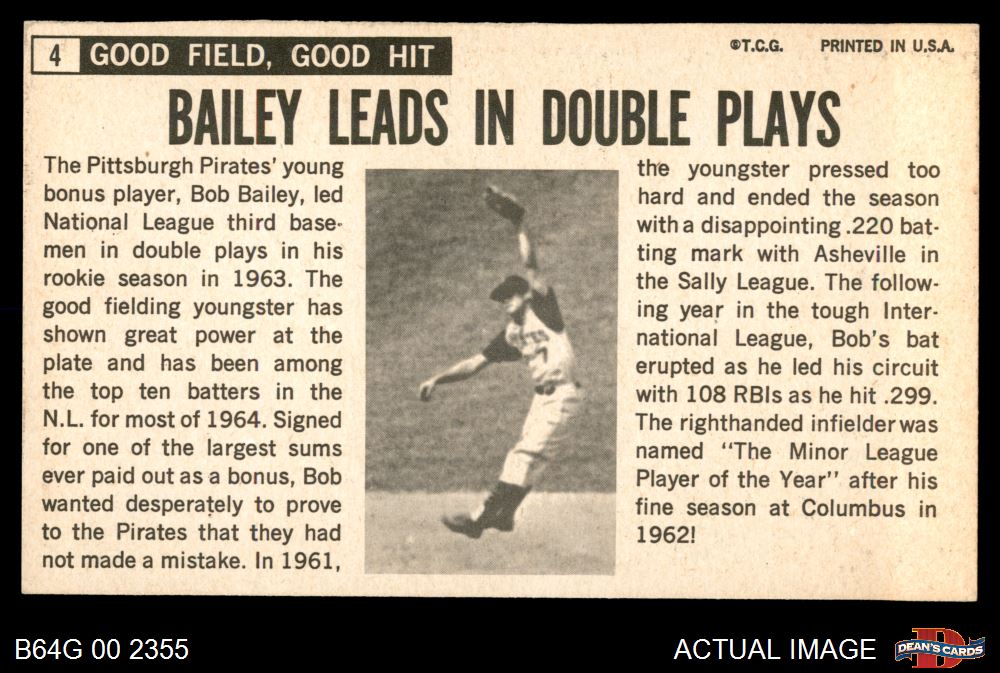 4 GOOD FIELD, GOOD HIT
©T.C.G. PRINTED IN U.S.A.
BAILEY LEADS IN DOUBLE PLAYS
The Pittsburgh Pirates' young
bonus player, Bob Bailey, led
National League third base-
men in double plays in his
rookie season in 1963. The
good fielding youngster has
shown great power at the
plate and has been among
the top ten batters in the
N.L. for most of 1964. Signed
for one of the largest sums
ever paid out as a bonus, Bob
wanted desperately to prove
to the Pirates that they had
not made a mistake. In 1961,
the youngster pressed too
hard and ended the season
with a disappointing .220 bat-
ting mark with Asheville in
the Sally League. The follow-
ing year in the tough Inter-
national League, Bob's bat
erupted as he led his circuit
with 108 RBIs as he hit .299.
The righthanded infielder was
named "The Minor League
Player of the Year" after his
fine season at Columbus in
1962!
B64G 00 2355
ACTUAL IMAGE
DEAN'S CARDS